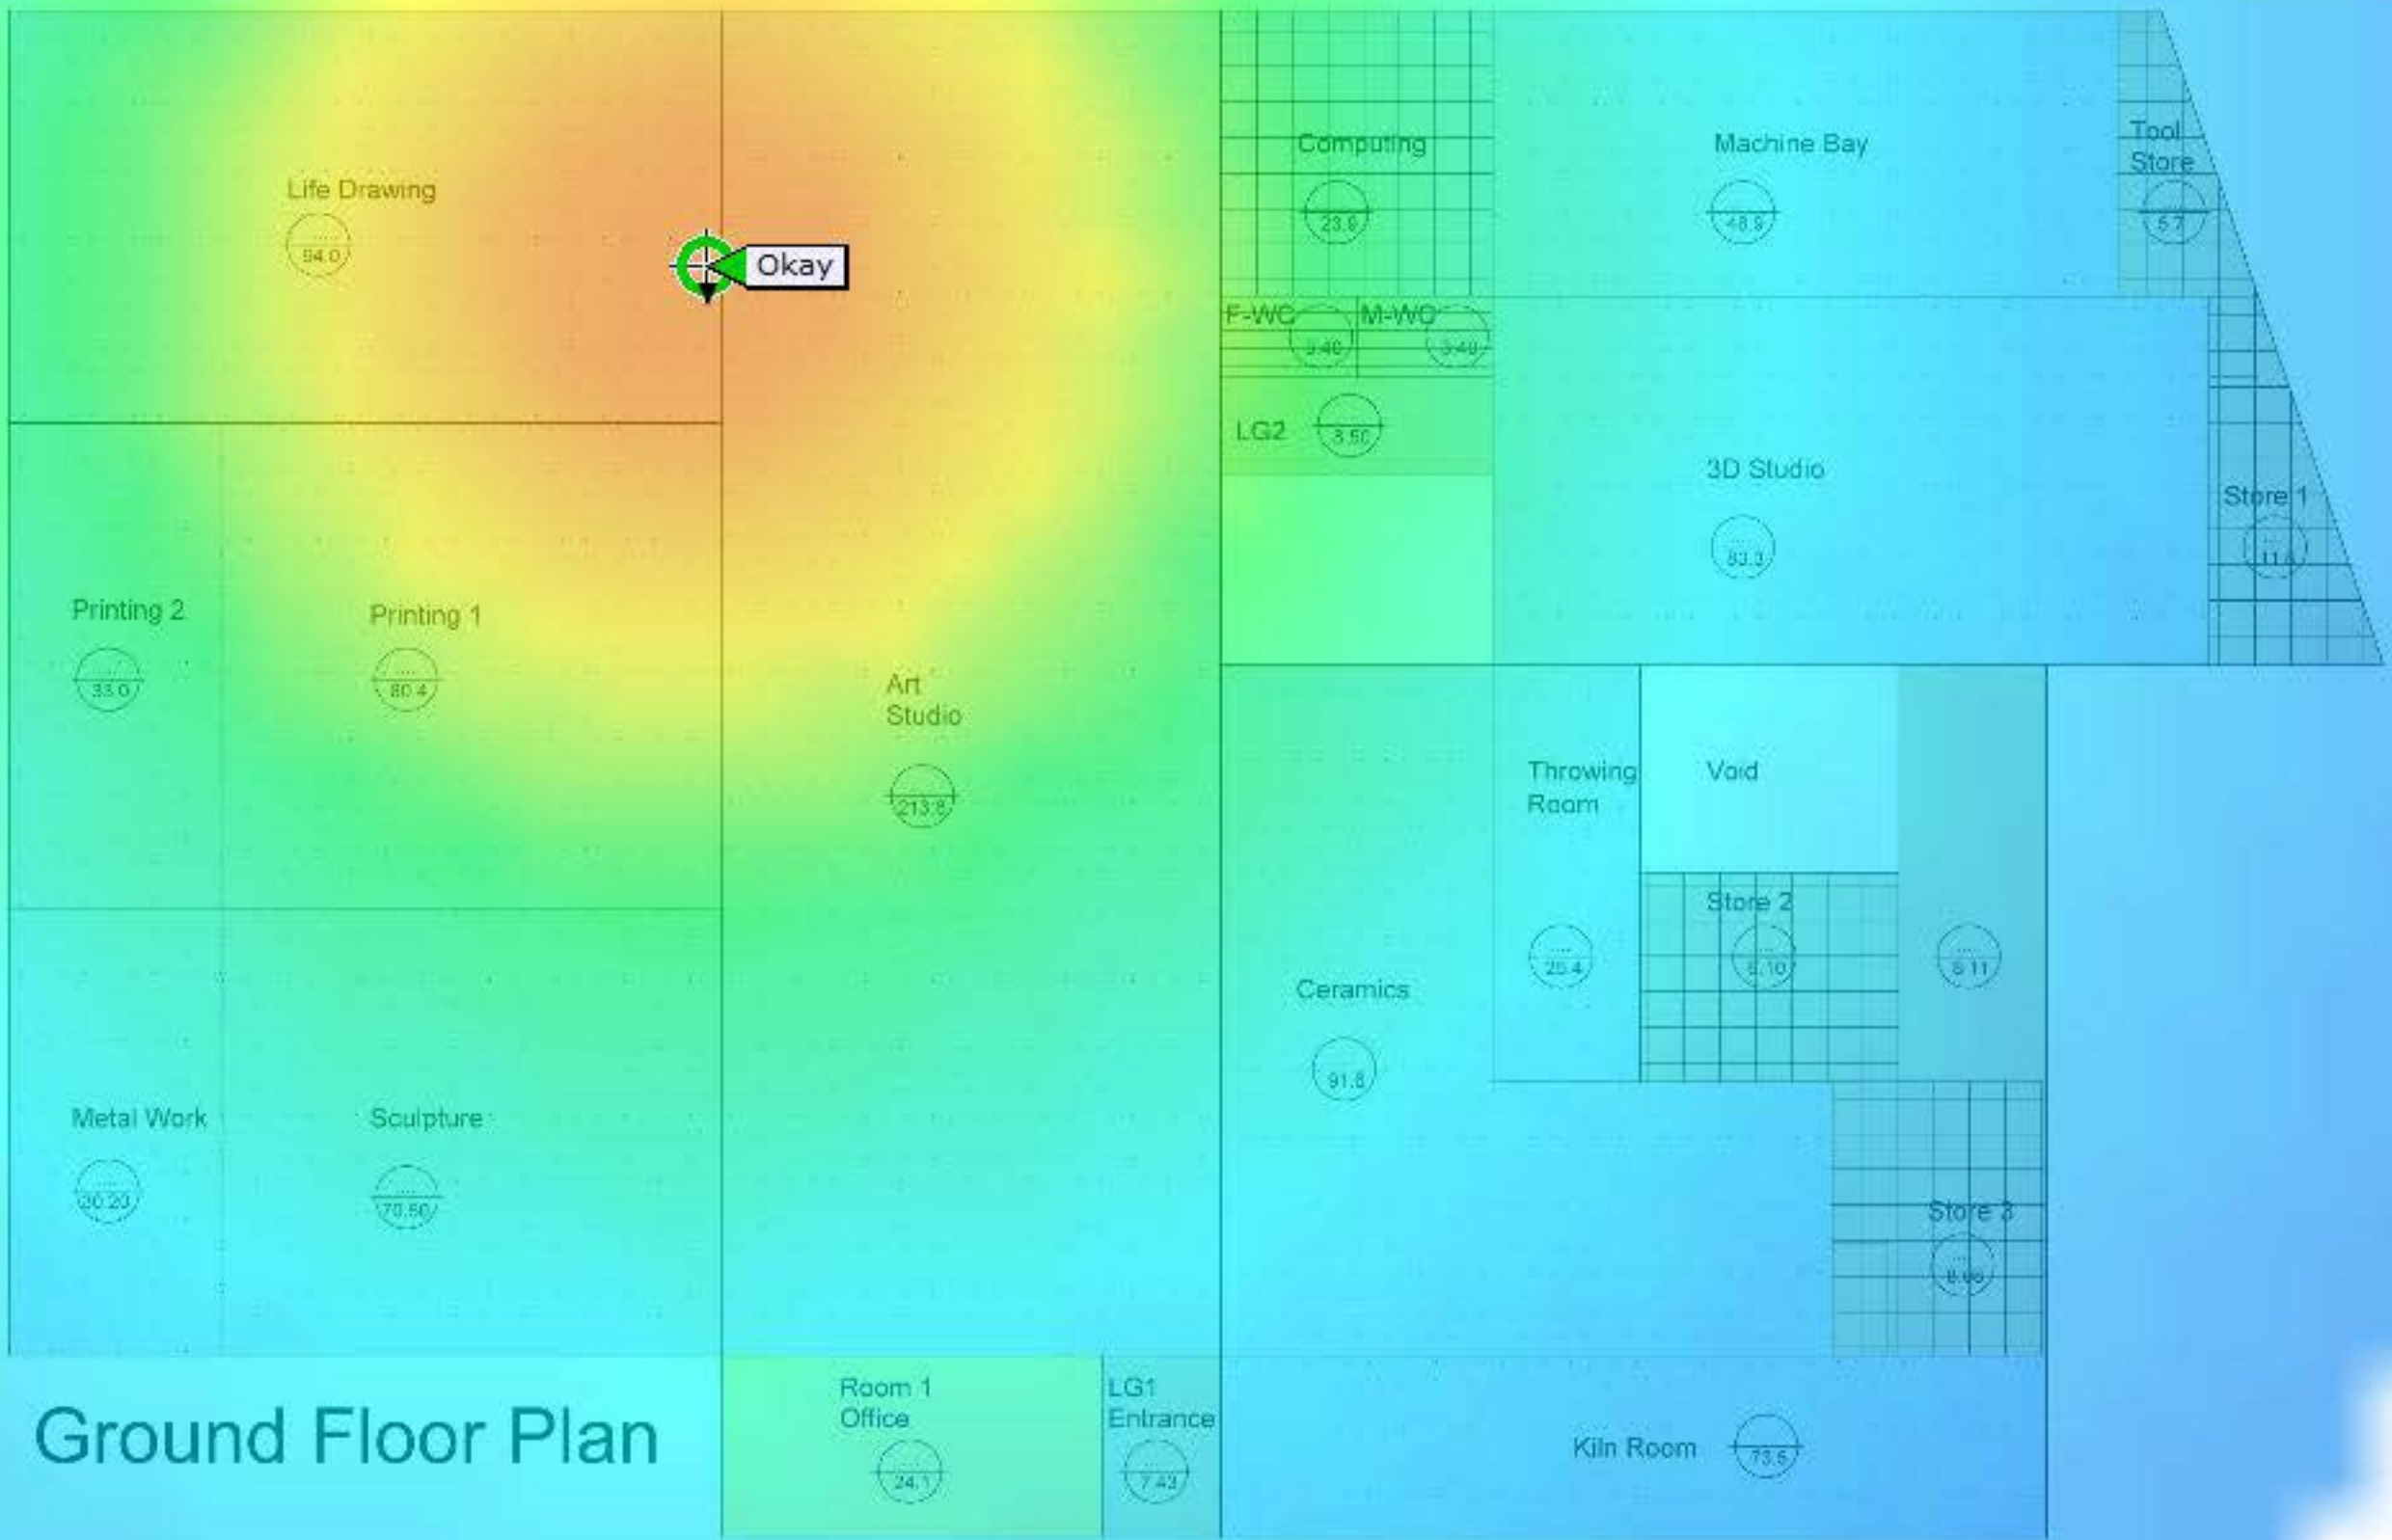 Life Drawing
94.0
Okay
Computing
23.9
Machine Bay
48.9
Tool
Store
5.7
F-WC
M-WC
3.40
3.40
LG2
3.50
3D Studio
83.3
Store 1
Printing 2
33.0
Printing 1
80.4
Art
Studio
213.8
Throwing
Room
25.4
Void
Store 2
6.10
6.11
Ceramics
91.8
Metal Work
30.20
Sculpture
70.50
Store 3
Room 1
Office
24.1
LG1
Entrance
7.43
Kiln Room
73.5
Ground Floor Plan